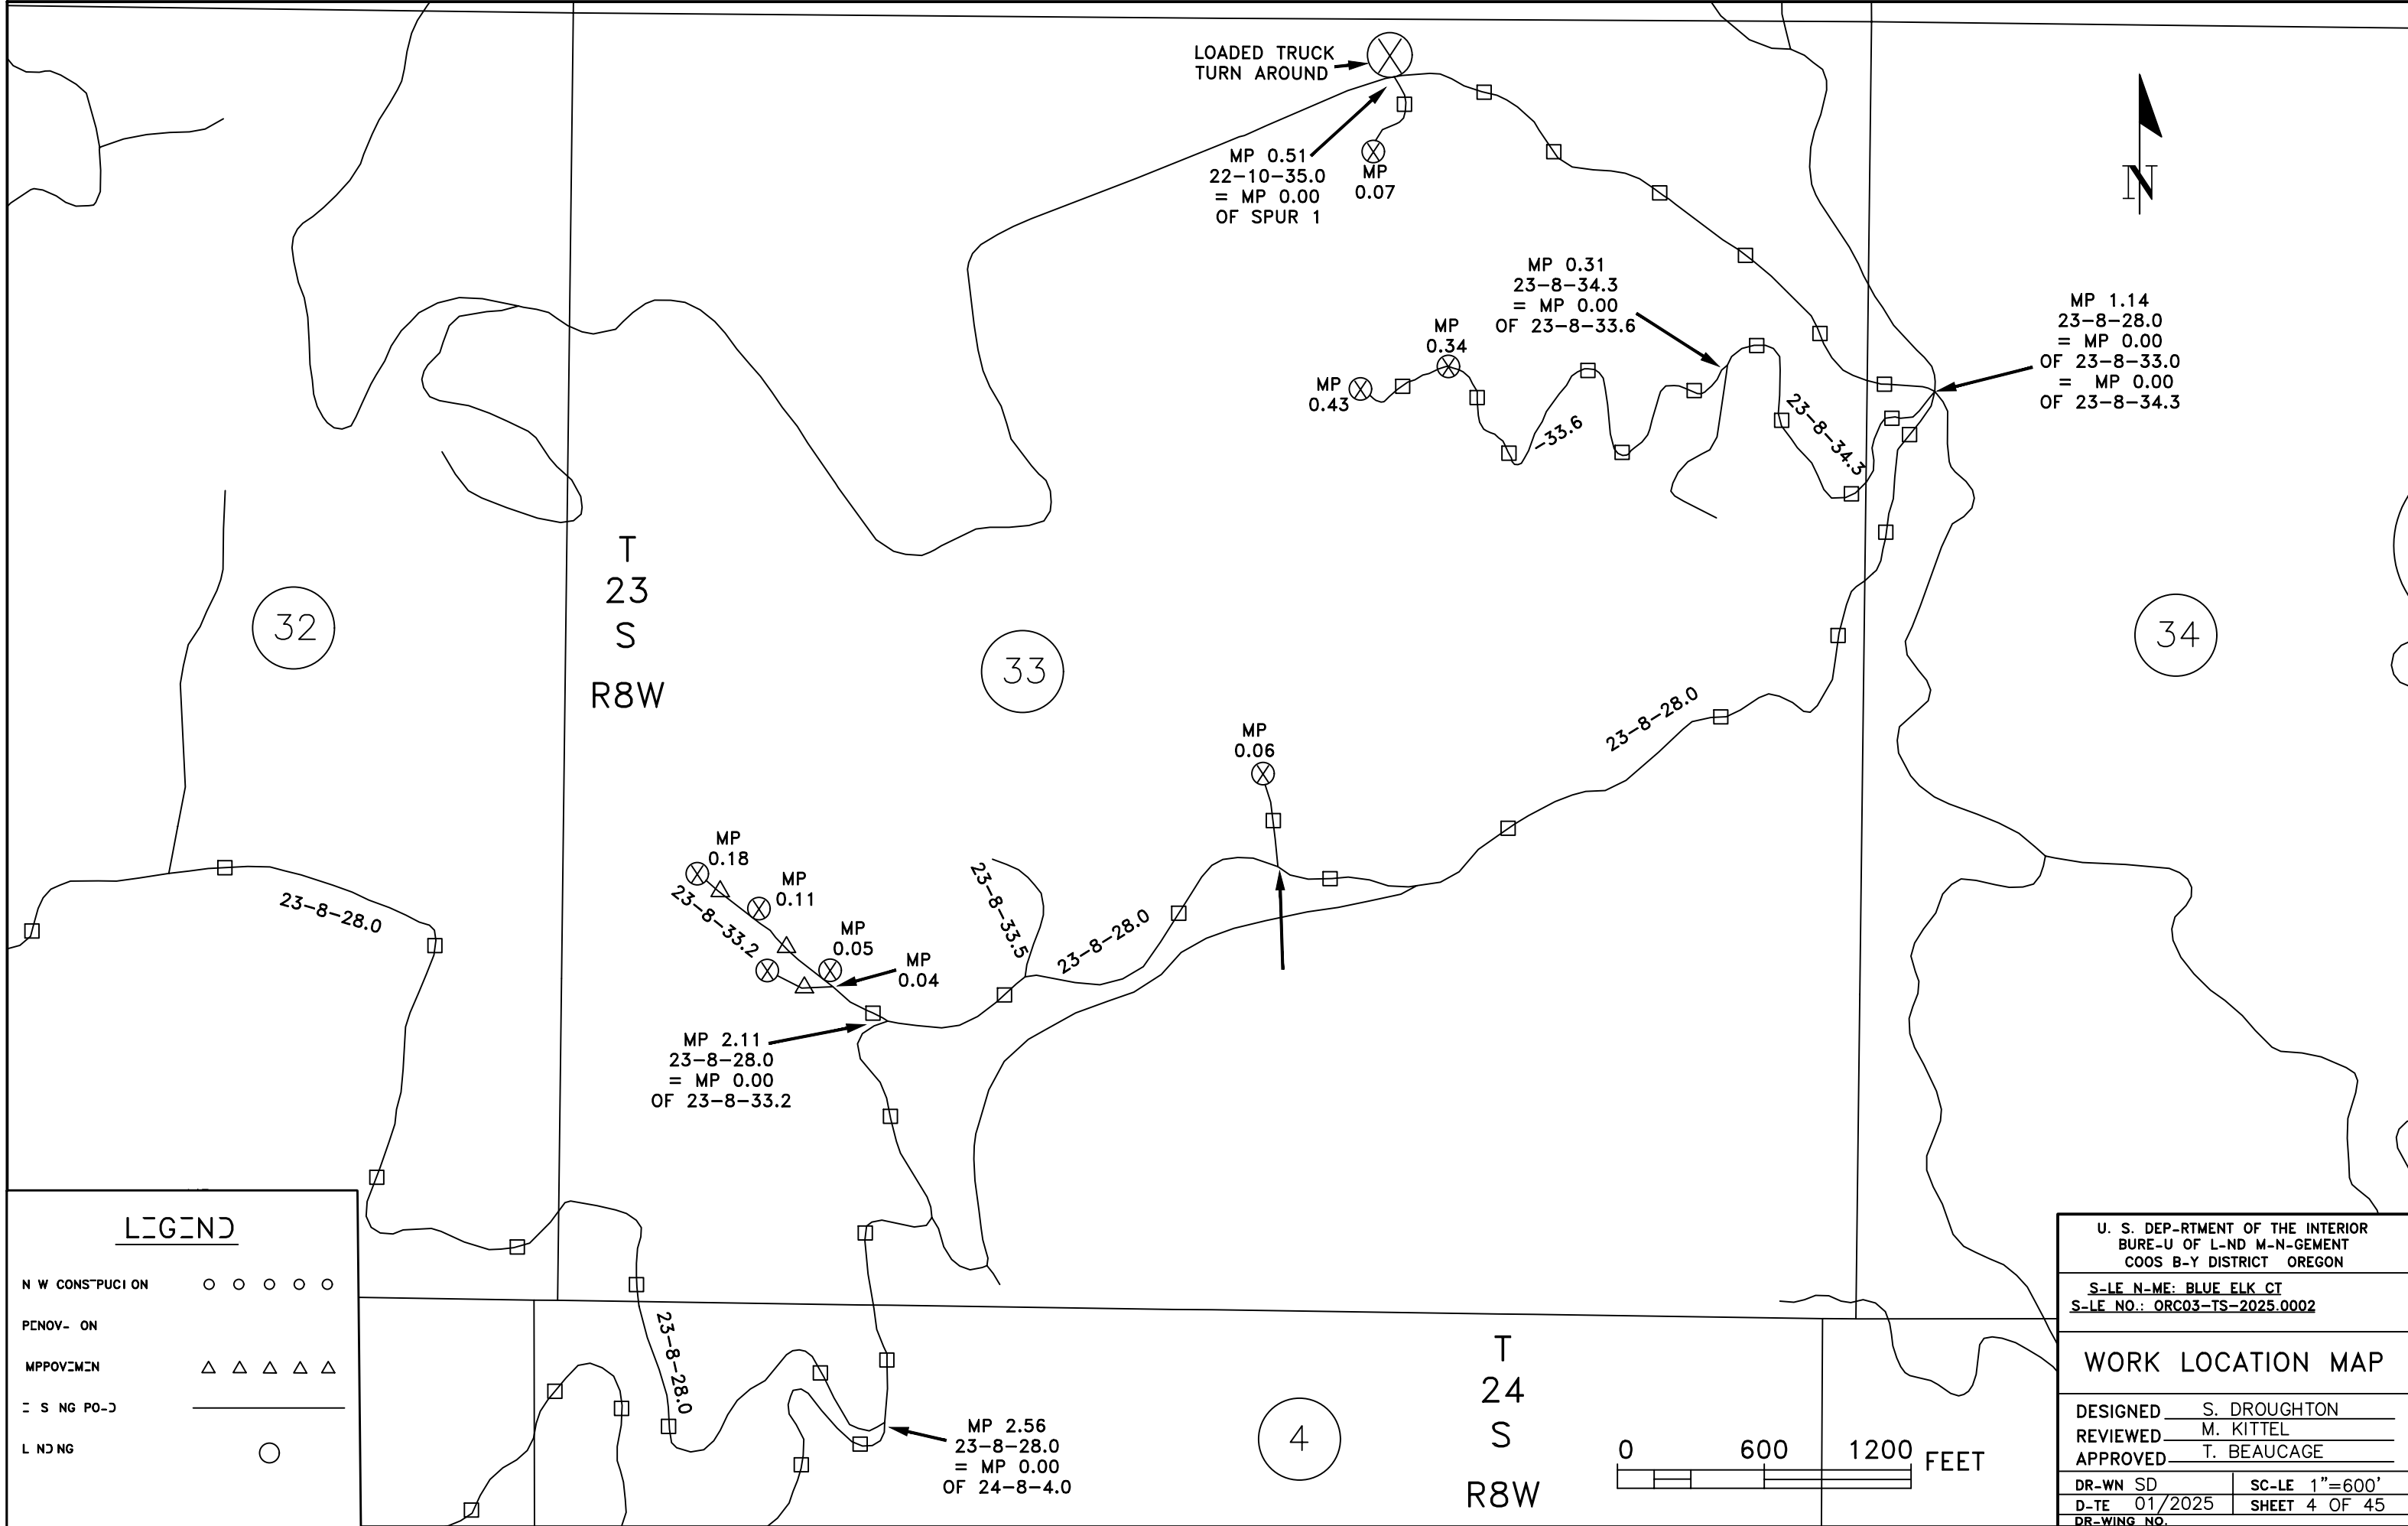 LOADED TRUCK
TURN AROUND
MP 0.51
22-10-35.0
= MP 0.00
OF SPUR 1
MP
0.07
N
MP 0.31
23-8-34.3
= MP 0.00
OF 23-8-33.6
MP 1.14
23-8-28.0
= MP 0.00
OF 23-8-33.0
= MP 0.00
OF 23-8-34.3
MP
0.34
MP
0.43
-33.6
23-8-34.3
T
23
S
R8W
32
33
34
23-8-28.0
MP
0.06
MP
0.18
MP
0.11
23-8-33.2
MP
0.05
MP
0.04
23-8-33.5
23-8-28.0
23-8-28.0
MP 2.11
23-8-28.0
= MP 0.00
OF 23-8-33.2
23-8-28.0
MP 2.56
23-8-28.0
= MP 0.00
OF 24-8-4.0
4
T
24
S
R8W
0 600 1200 FEET
LEGEND
N W CONSTPUCI ON
PENOV- ON
MPPOVEMEN
S NG PO-D
L ND NG
U. S. DEP-RTMENT OF THE INTERIOR
BURE-U OF L-ND M-N-GEMENT
COOS B-Y DISTRICT OREGON
S-LE N-ME: BLUE ELK CT
S-LE NO.: ORC03-TS-2025.0002
WORK LOCATION MAP
DESIGNED S. DROUGHTON
REVIEWED M. KITTEL
APPROVED T. BEAUCAGE
DR-WN SD SC-LE 1"=600'
D-TE 01/2025 SHEET 4 OF 45
DR-WING NO.